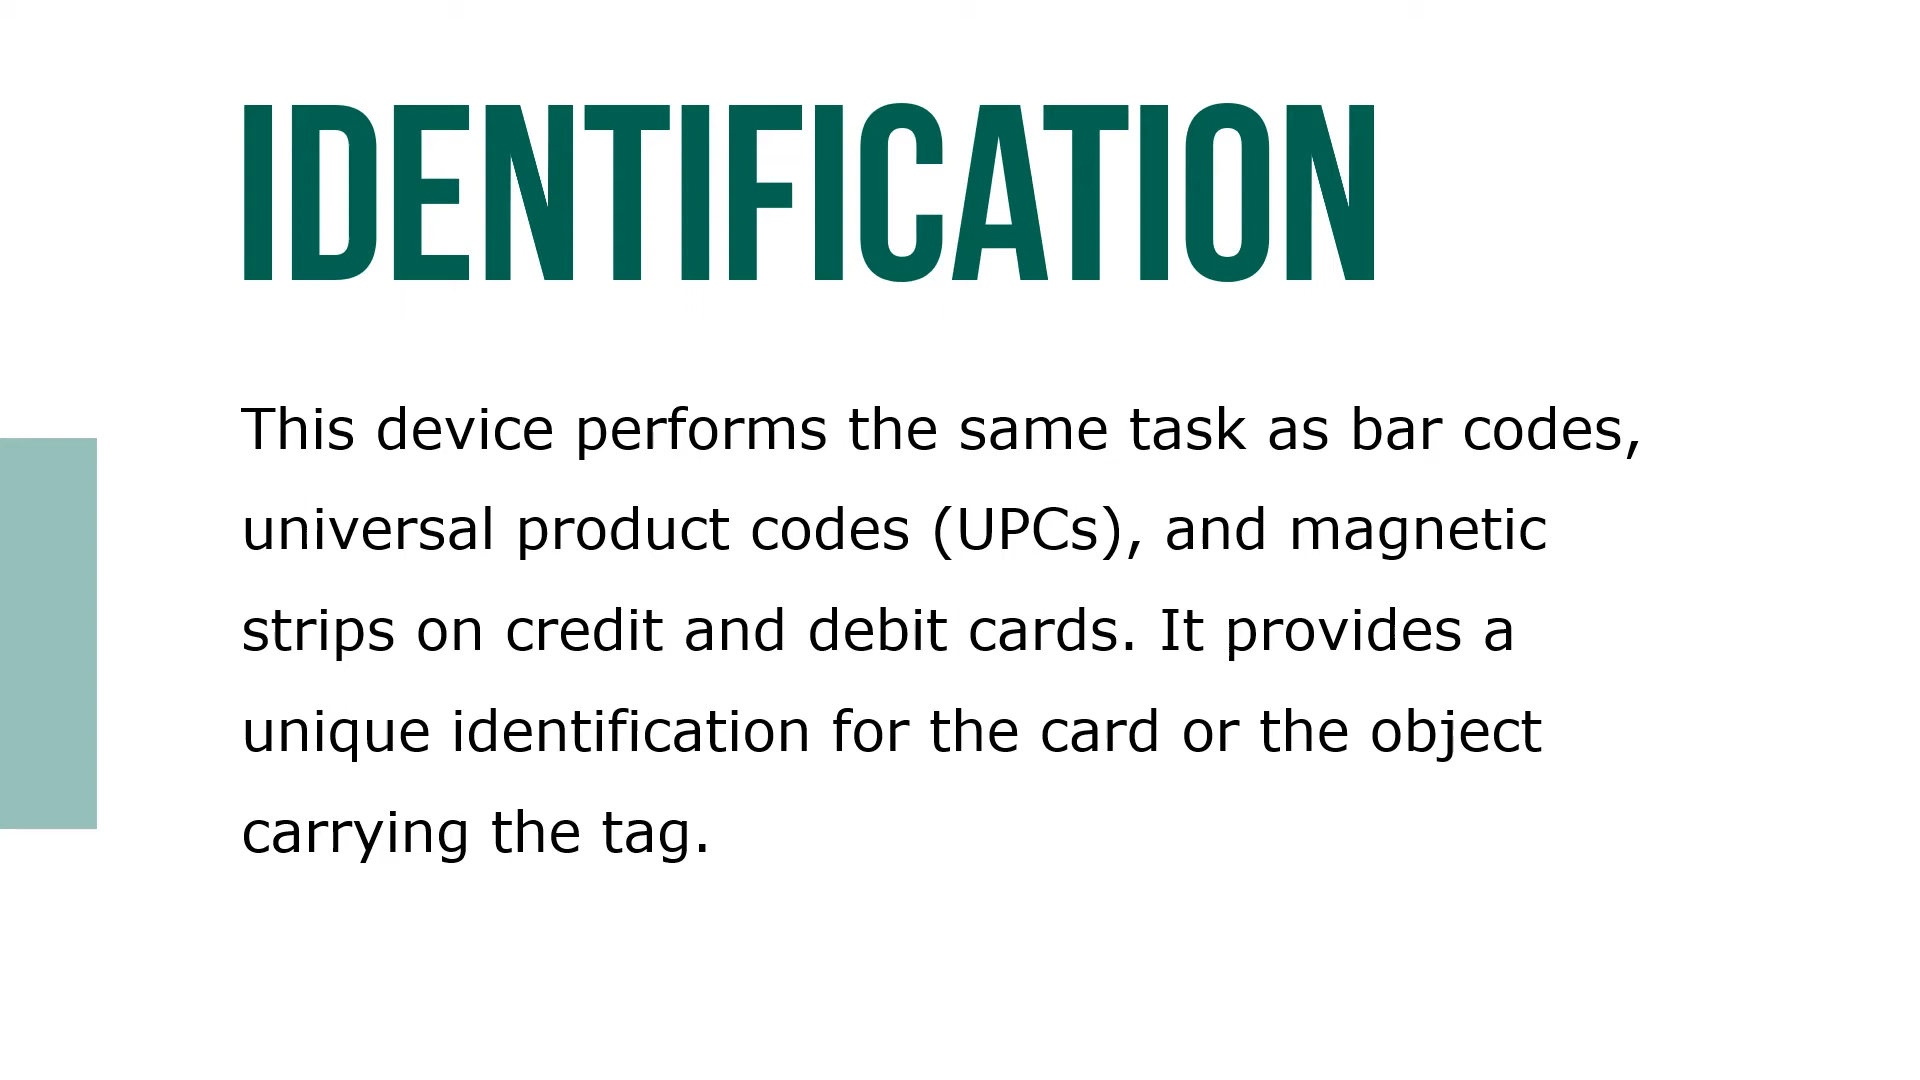 IDENTIFICATION
This device performs the same task as bar codes,
universal product codes (UPCs), and magnetic
strips on credit and debit cards. It provides a
unique identification for the card or the object
carrying the tag.